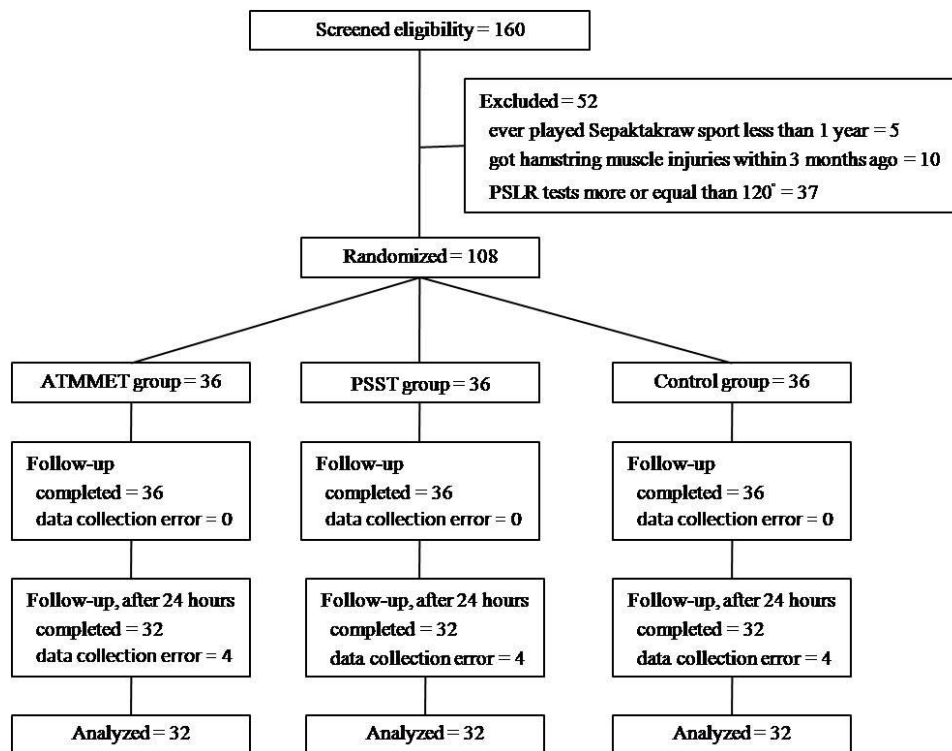 Screened eligibility = 160
Excluded = 52
ever played Sepaktakraw sport less than 1 year = 5
got hamstring muscle injuries within 3 months ago = 10
PSLR tests more or equal than 120° = 37
Randomized = 108
ATMMET group = 36
PSST group = 36
Control group = 36
Follow-up
completed = 36
data collection error = 0
Follow-up
completed = 36
data collection error = 0
Follow-up
completed = 36
data collection error = 0
Follow-up, after 24 hours
completed = 32
data collection error = 4
Follow-up, after 24 hours
completed = 32
data collection error = 4
Follow-up, after 24 hours
completed = 32
data collection error = 4
Analyzed = 32
Analyzed = 32
Analyzed = 32